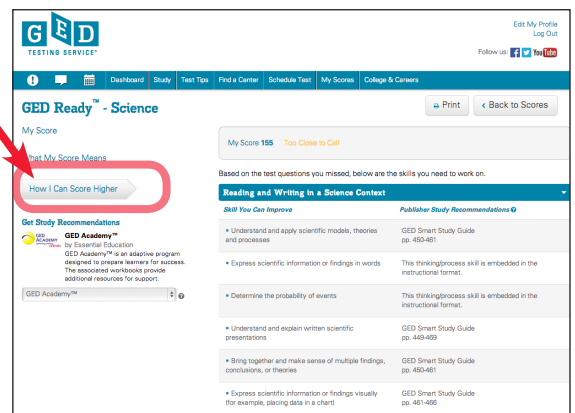 GED
TESTING SERVICE®
Edit My Profile
Log Out
Follow us: f You Tube
Dashboard Study Test Tips Find a Center Schedule Test My Scores College & Careers
GED Ready™ - Science
Print
‹ Back to Scores
My Score
What My Score Means
How I Can Score Higher
Get Study Recommendations
GED ACADEMY
GED Academy™
by Essential Education
GED Academy™ is an adaptive program
designed to prepare learners for success.
The associated workbooks provide
additional resources for support.
GED Academy™
My Score 155 Too Close to Call
Based on the test questions you missed, below are the skills you need to work on.
Reading and Writing in a Science Context
Skill You Can Improve Publisher Study Recommendations
• Understand and apply scientific models, theories GED Smart Study Guide
and processes pp. 450-461
• Express scientific information or findings in words This thinking/process skill is embedded in the
instructional format.
• Determine the probability of events This thinking/process skill is embedded in the
instructional format.
• Understand and explain written scientific GED Smart Study Guide
presentations pp. 449-469
• Bring together and make sense of multiple findings, GED Smart Study Guide
conclusions, or theories pp. 450-461
• Express scientific information or findings visually GED Smart Study Guide
(for example, placing data in a chart) pp. 461-466